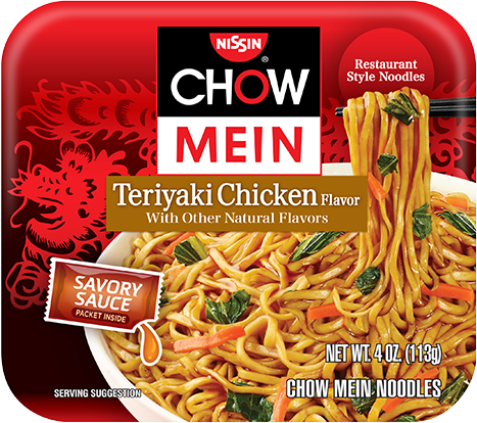 NISSIN
CHOW
MEIN
Restaurant
Style Noodles
Teriyaki Chicken Flavor
With Other Natural Flavors
SAVORY
SAUCE
PACKET INSIDE
NET WT. 4 OZ. (113g)
SERVING SUGGESTION
CHOW MEIN NOODLES